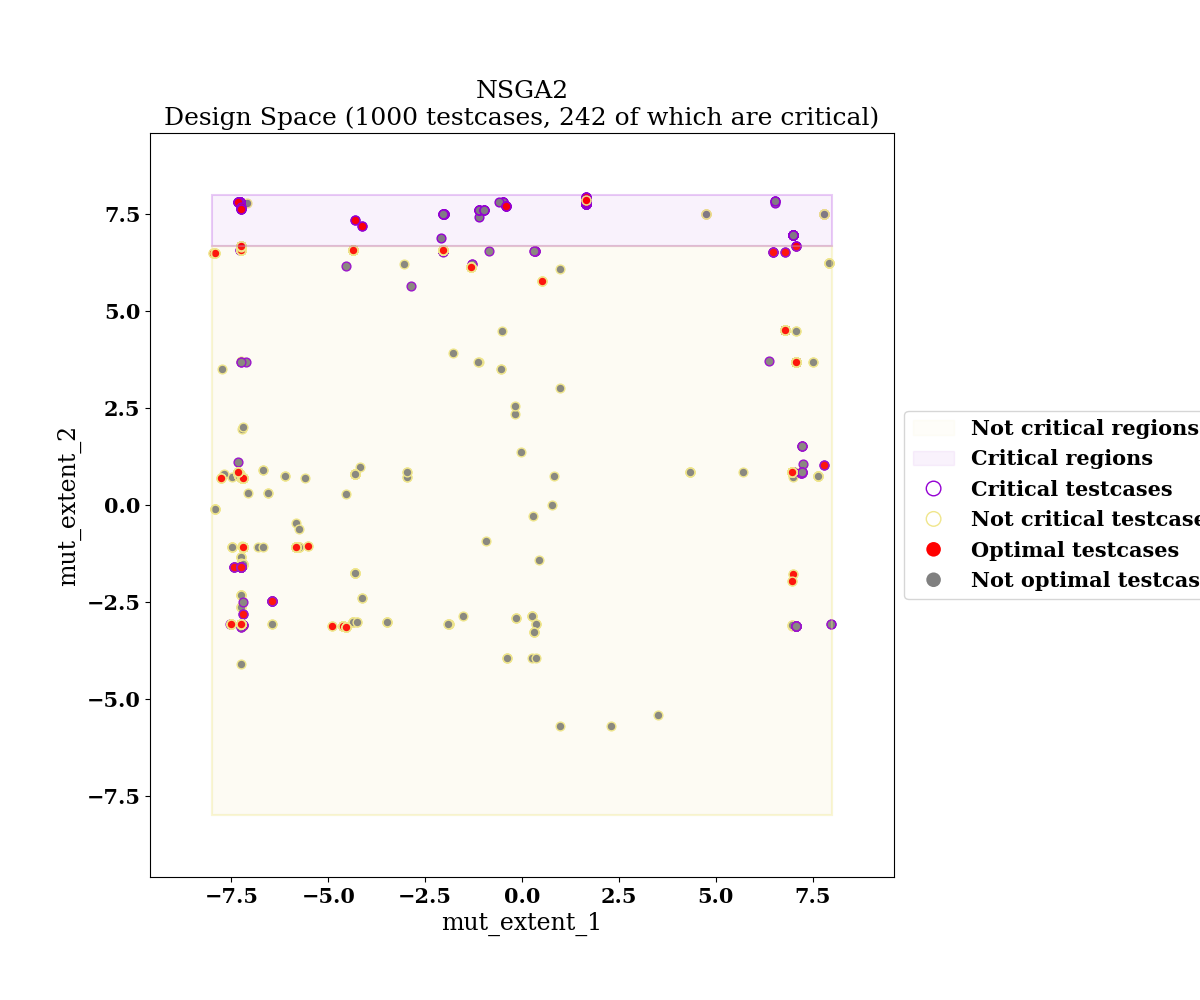 NSGA2
Design Space (1000 testcases, 242 of which are critical)
7.5
5.0
2.5
0.0
−2.5
−5.0
−7.5
mut_extent_2
−7.5 −5.0 −2.5 0.0 2.5 5.0 7.5
mut_extent_1
Not critical regions
Critical regions
Critical testcases
Not critical testcase
Optimal testcases
Not optimal testcas